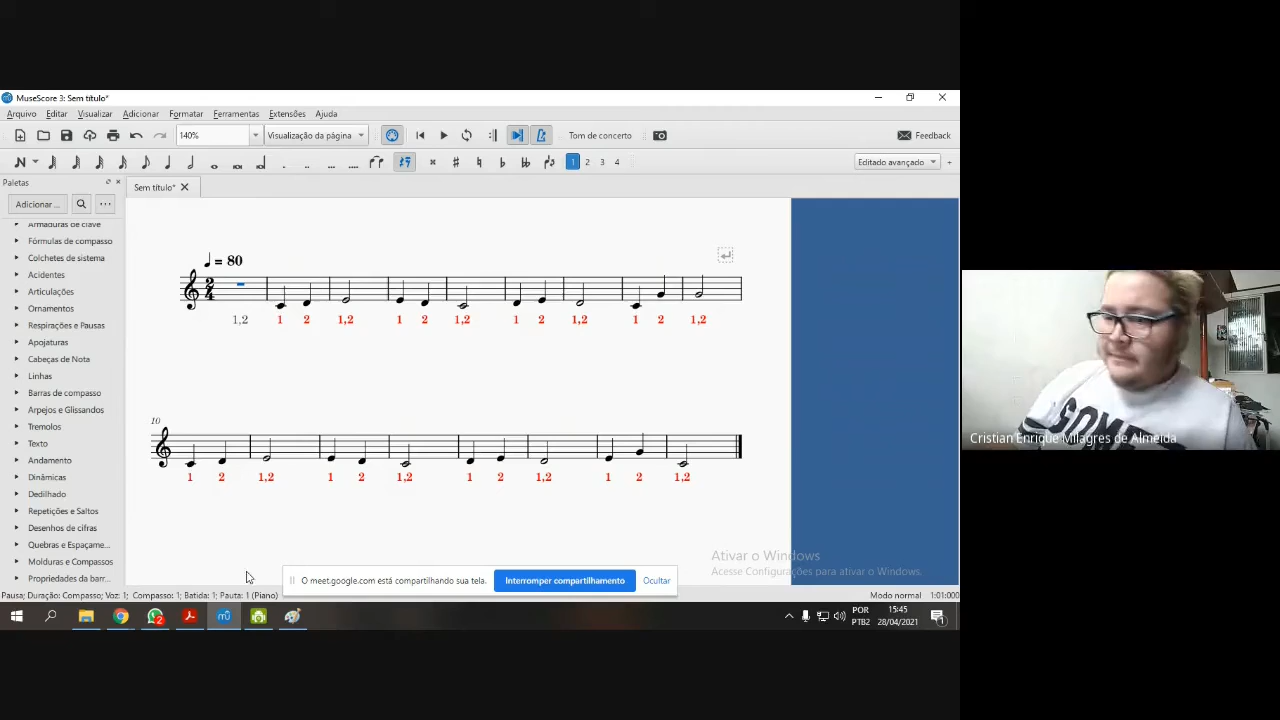 MuseScore 3: Sem título*
Arquivo Editar Visualizar Adicionar Formatar Ferramentas Extensões Ajuda
140% Visualização da página Tom de concerto Feedback
1 2 3 4 Editado avançado
Paletas
Sem título*
Adicionar ...
Armaduras de clave
Fórmulas de compasso
Colchetes de sistema
Acidentes
Articulações
Ornamentos
Respirações e Pausas
Apojaturas
Cabeças de Nota
Linhas
Barras de compasso
Arpejos e Glissandos
Tremolos
Texto
Andamento
Dinâmicas
Dedilhado
Repetições e Saltos
Desenhos de cifras
Quebras e Espaçame...
Molduras e Compassos
Propriedades da barr...
= 80
2
4
1,2 1 2 1,2 1 2 1,2 1 2 1,2 1 2 1,2
10
1 2 1,2 1 2 1,2 1 2 1,2 1 2 1,2
Cristian Enrique Milagres de Almeida
Ativar o Windows
Acesse Configurações para ativar o Windows.
O meet.google.com está compartilhando sua tela. Interromper compartilhamento Ocultar
Pausa; Duração: Compasso; Voz: 1; Compasso: 1; Batida: 1; Pauta: 1 (Piano) Modo normal 1:01:000
2 POR 15:45
PTB2 28/04/2021 1